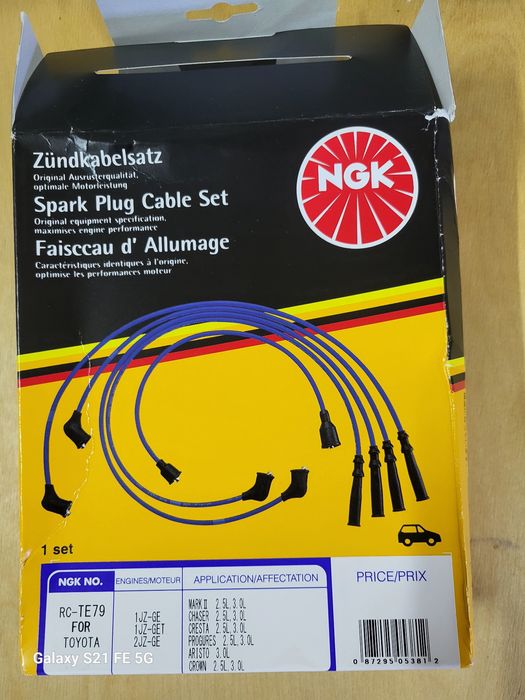 Zündkabelsatz
Original Ausrusterqualitat,
optimale Motorleistung
Spark Plug Cable Set
Original equipment specification,
maximises engine performance
Faisccau d' Allumage
Caractéristiques identiques à l'origine,
optimise les performances moteur
NGK
1 set
NGK NO.
ENGINES/MOTEUR
APPLICATION/AFFECTATION
PRICE/PRIX
RC-TE79
FOR
TOYOTA
1JZ-GE
1JZ-GET
2JZ-GE
MARK II 2.5L, 3.0L
CHASER 2.5L, 3.0L
CRESTA 2.5L, 3.0L
PROGURES 2.5L, 3.0L
ARISTO 3.0L
CROWN 2.5L, 3.0L
0 87295 05381 2
Galaxy S21 FE 5G